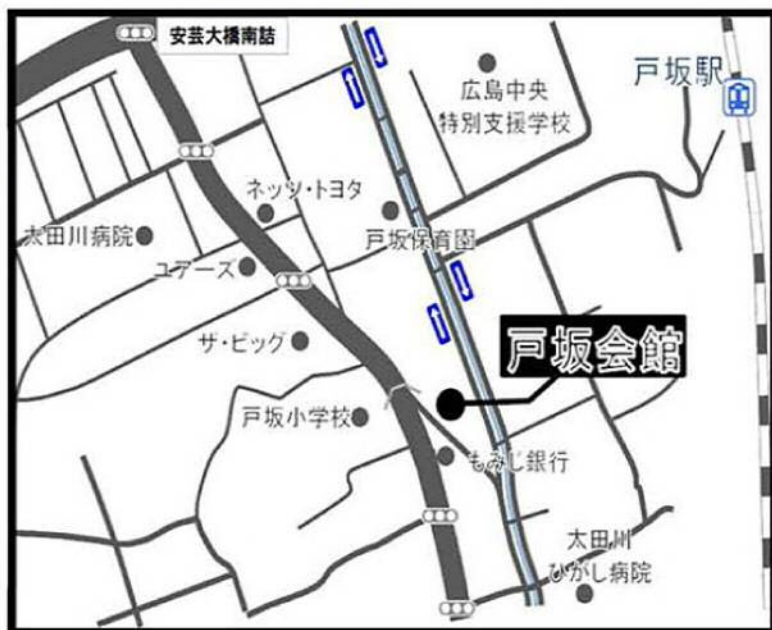 安芸大橋南詰
戸坂駅
広島中央
特別支援学校
ネッツ・トヨタ
太田川病院
戸坂保育園
ユアーズ
ザ・ビッグ
戸坂会館
戸坂小学校
もみじ銀行
太田川
ひがし病院